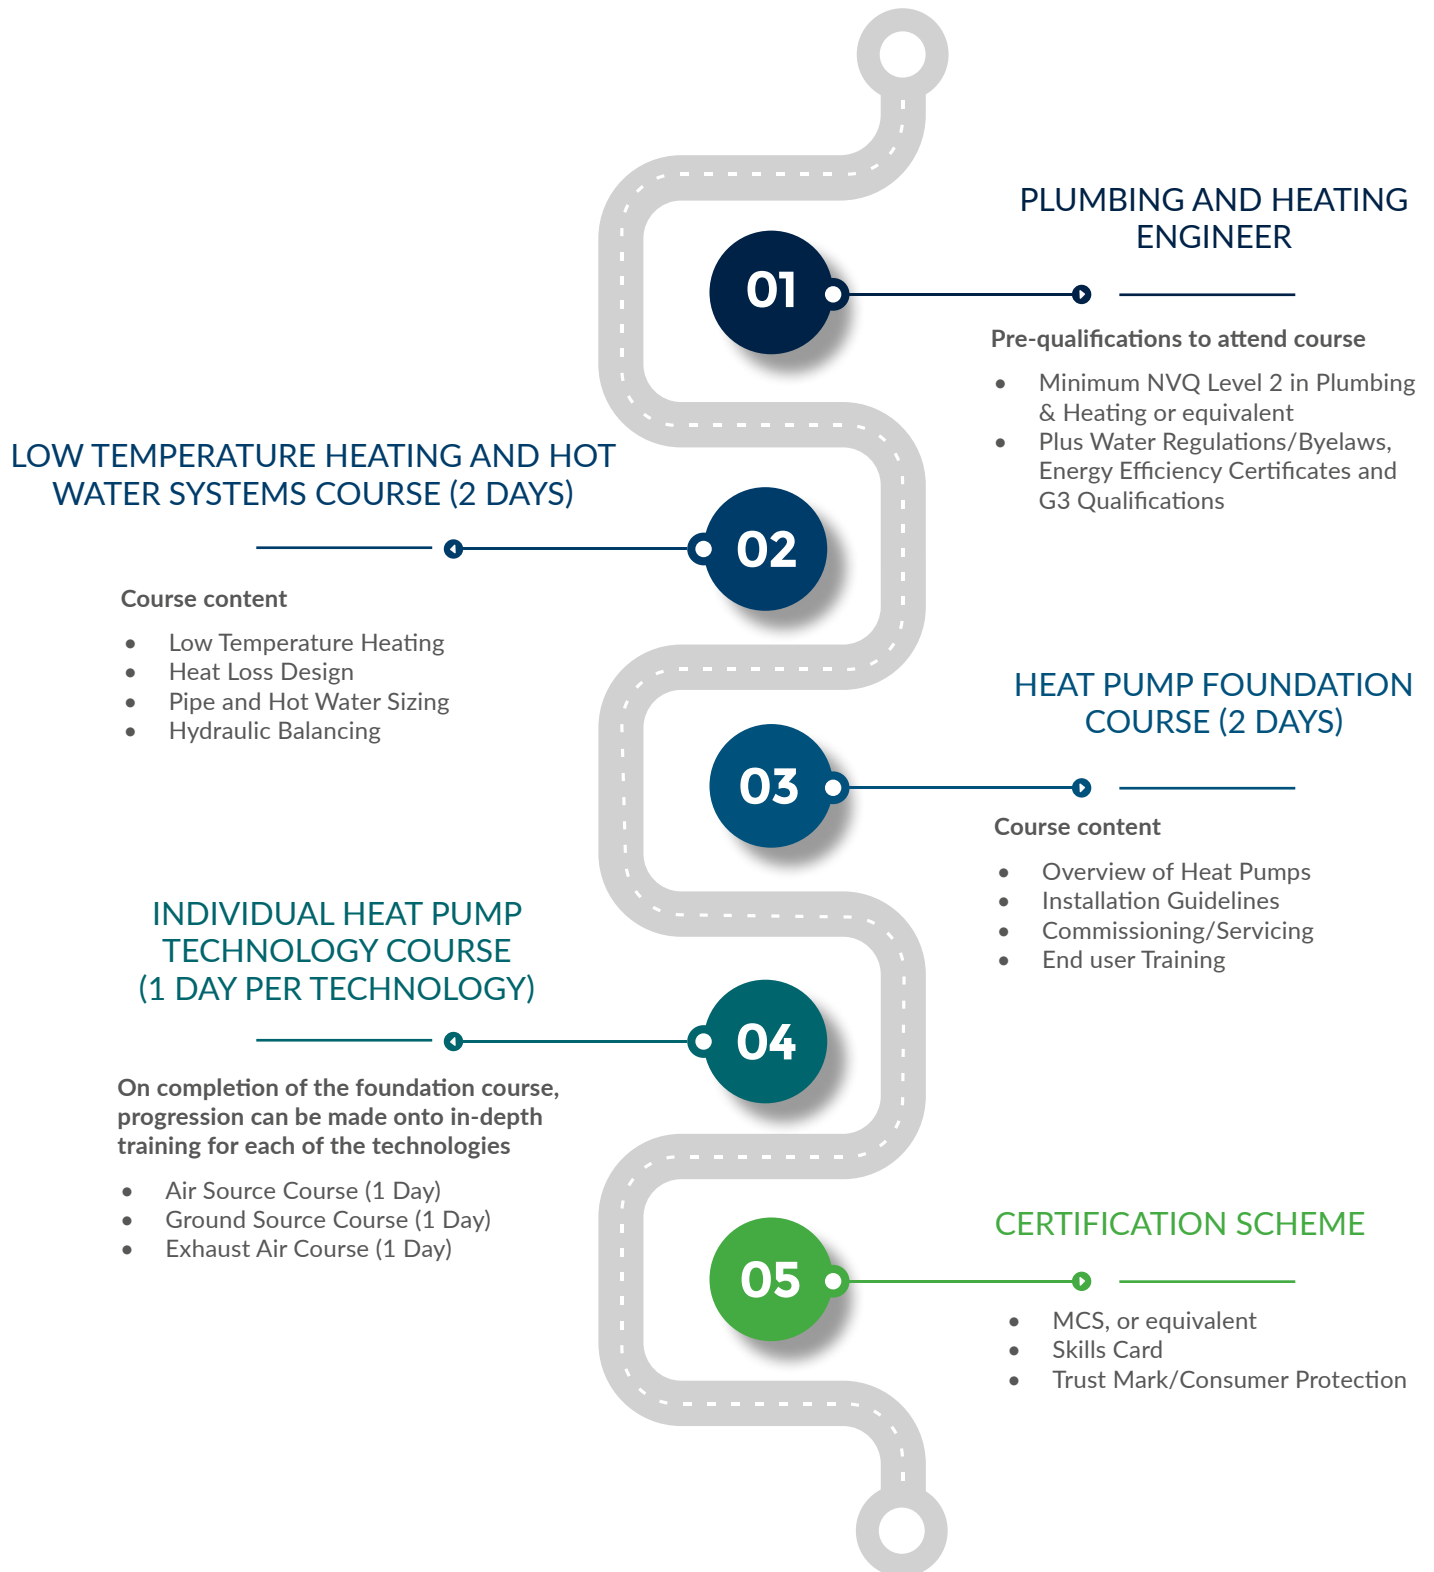 PLUMBING AND HEATING
ENGINEER
01
Pre-qualifications to attend course
• Minimum NVQ Level 2 in Plumbing
& Heating or equivalent
• Plus Water Regulations/Byelaws,
Energy Efficiency Certificates and
G3 Qualifications
LOW TEMPERATURE HEATING AND HOT
WATER SYSTEMS COURSE (2 DAYS)
02
Course content
• Low Temperature Heating
• Heat Loss Design
• Pipe and Hot Water Sizing
• Hydraulic Balancing
HEAT PUMP FOUNDATION
COURSE (2 DAYS)
03
Course content
• Overview of Heat Pumps
• Installation Guidelines
• Commissioning/Servicing
• End user Training
INDIVIDUAL HEAT PUMP
TECHNOLOGY COURSE
(1 DAY PER TECHNOLOGY)
04
On completion of the foundation course,
progression can be made onto in-depth
training for each of the technologies
• Air Source Course (1 Day)
• Ground Source Course (1 Day)
• Exhaust Air Course (1 Day)
CERTIFICATION SCHEME
05
• MCS, or equivalent
• Skills Card
• Trust Mark/Consumer Protection